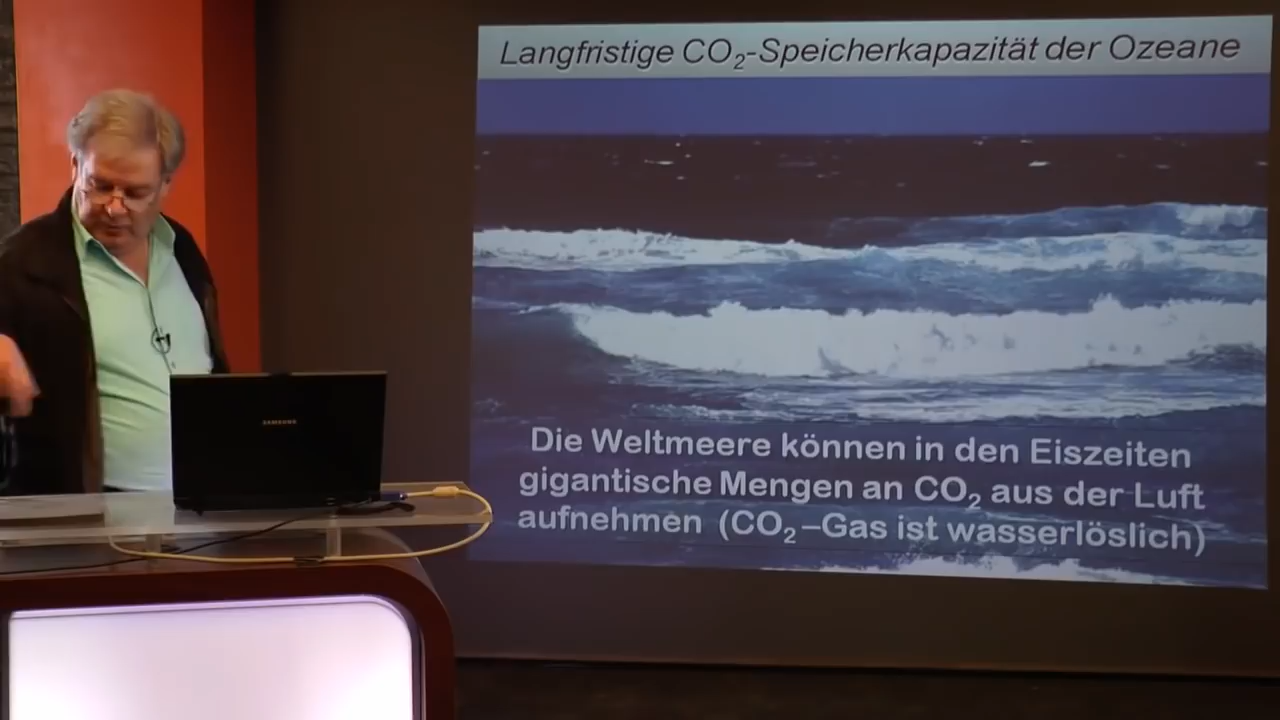 Langfristige CO₂-Speicherkapazität der Ozeane
Die Weltmeere können in den Eiszeiten
gigantische Mengen an CO₂ aus der Luft
aufnehmen (CO₂ –Gas ist wasserlöslich)
SAMSUNG